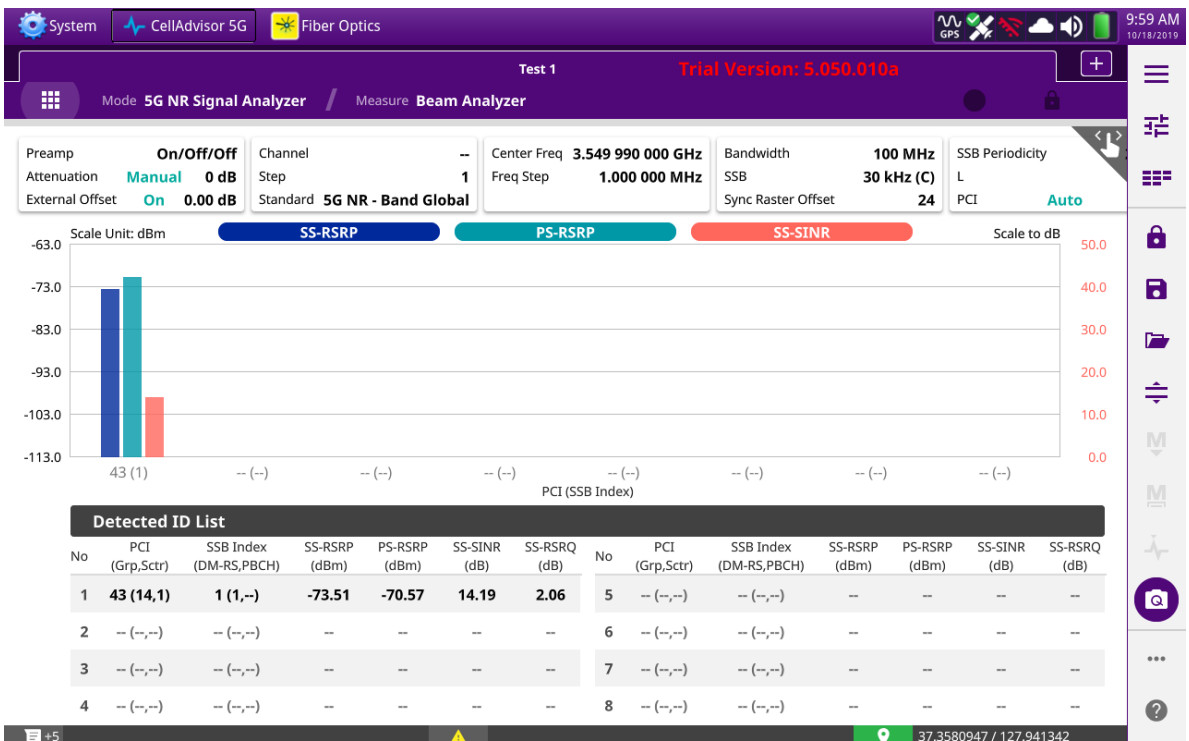 System CellAdvisor 5G Fiber Optics GPS 9:59 AM
10/18/2019
Test 1 Trial Version: 5.050.010a +
Mode 5G NR Signal Analyzer / Measure Beam Analyzer
Preamp On/Off/Off Channel -- Center Freq 3.549 990 000 GHz Bandwidth 100 MHz SSB Periodicity
Attenuation Manual 0 dB Step 1 Freq Step 1.000 000 MHz SSB 30 kHz (C) L
External Offset On 0.00 dB Standard 5G NR - Band Global Sync Raster Offset 24 PCI Auto
Scale Unit: dBm SS-RSRP PS-RSRP SS-SINR Scale to dB
-63.0 50.0
-73.0 40.0
-83.0 30.0
-93.0 20.0
-103.0 10.0
-113.0 0.0
43 (1) -- (--) -- (--) -- (--) -- (--) -- (--) -- (--) -- (--)
PCI (SSB Index)
Detected ID List
No PCI SSB Index SS-RSRP PS-RSRP SS-SINR SS-RSRQ No PCI SSB Index SS-RSRP PS-RSRP SS-SINR SS-RSRQ
(Grp,Sctr) (DM-RS,PBCH) (dBm) (dBm) (dB) (dB) (Grp,Sctr) (DM-RS,PBCH) (dBm) (dBm) (dB) (dB)
1 43 (14,1) 1 (1,--) -73.51 -70.57 14.19 2.06 5 -- (--,--) -- (--,--) -- -- -- --
2 -- (--,--) -- (--,--) -- -- -- -- 6 -- (--,--) -- (--,--) -- -- -- --
3 -- (--,--) -- (--,--) -- -- -- -- 7 -- (--,--) -- (--,--) -- -- -- --
4 -- (--,--) -- (--,--) -- -- -- -- 8 -- (--,--) -- (--,--) -- -- -- --
+5 37.3580947 / 127.941342
M
M